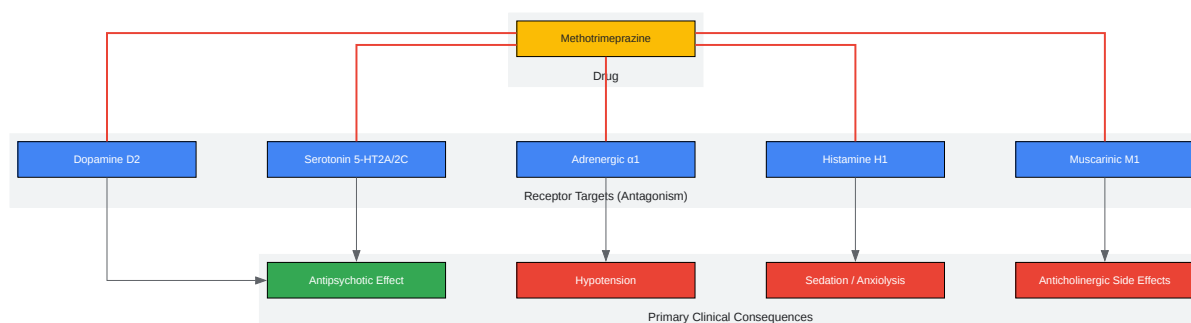 Methotrimeprazine
Drug
Dopamine D2
Serotonin 5-HT2A/2C
Adrenergic α1
Histamine H1
Muscarinic M1
Receptor Targets (Antagonism)
Antipsychotic Effect
Hypotension
Sedation / Anxiolysis
Anticholinergic Side Effects
Primary Clinical Consequences